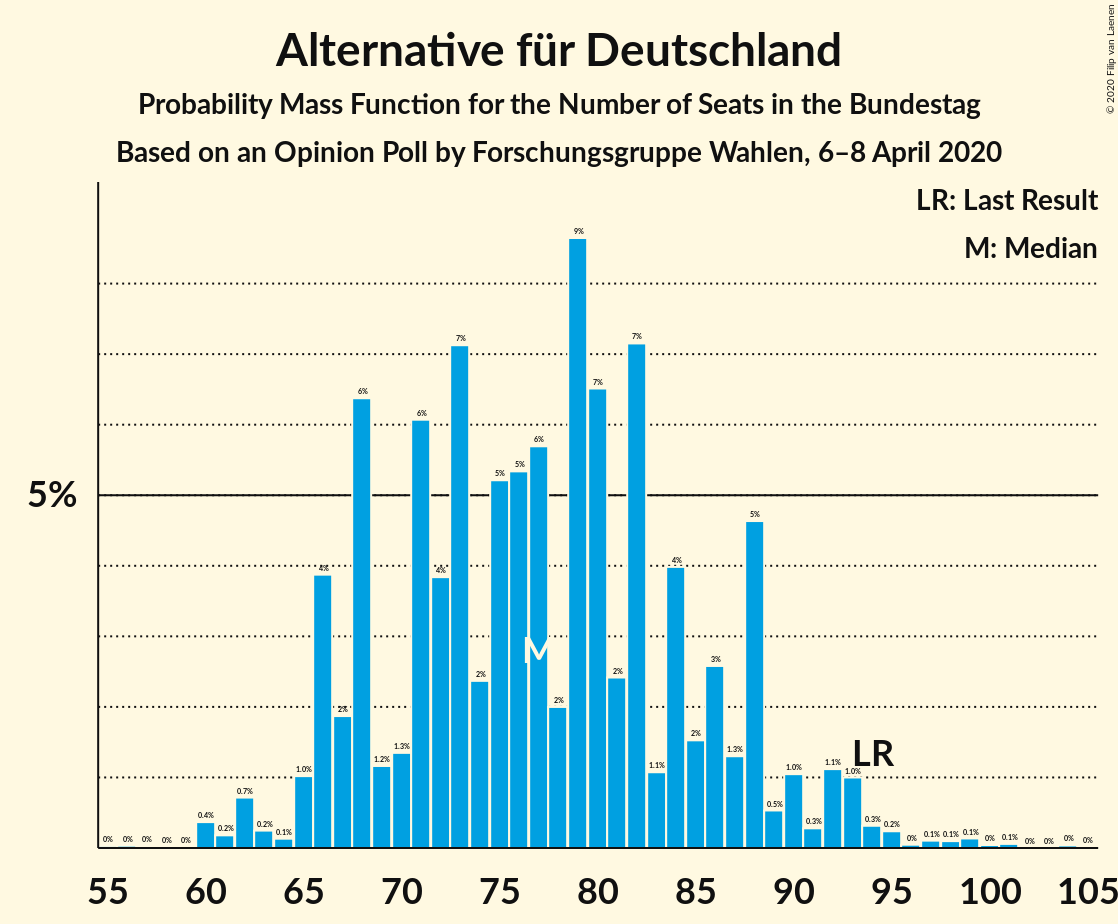 Alternative für Deutschland
Probability Mass Function for the Number of Seats in the Bundestag
Based on an Opinion Poll by Forschungsgruppe Wahlen, 6–8 April 2020
© 2020 Filip van Laenen
LR: Last Result
M: Median
5%
0% 0% 0% 0% 0% 0.4% 0.2% 0.7% 0.2% 0.1% 1.0% 4% 2% 6% 1.2% 1.3% 6% 4% 7% 2% 5% 5% 6% 2% 9% 7% 2% 7% 1.1% 4% 2% 3% 1.3% 5% 0.5% 1.0% 0.3% 1.1% 1.0% 0.3% 0.2% 0% 0.1% 0.1% 0.1% 0% 0.1% 0% 0% 0% 0%
M
LR
55 60 65 70 75 80 85 90 95 100 105